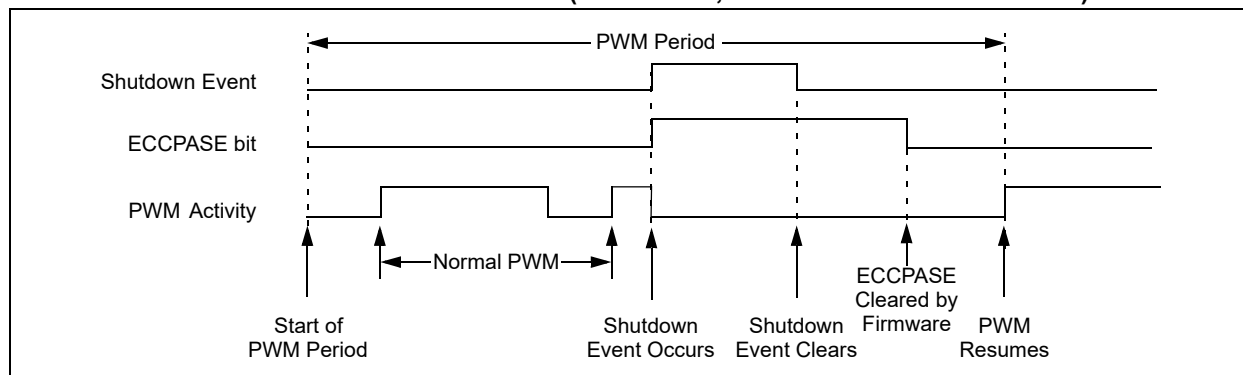 PWM Period
Shutdown Event
ECCPASE bit
PWM Activity
Normal PWM
Start of
PWM Period
Shutdown
Event Occurs
Shutdown
Event Clears
ECCPASE
Cleared by
Firmware
PWM
Resumes